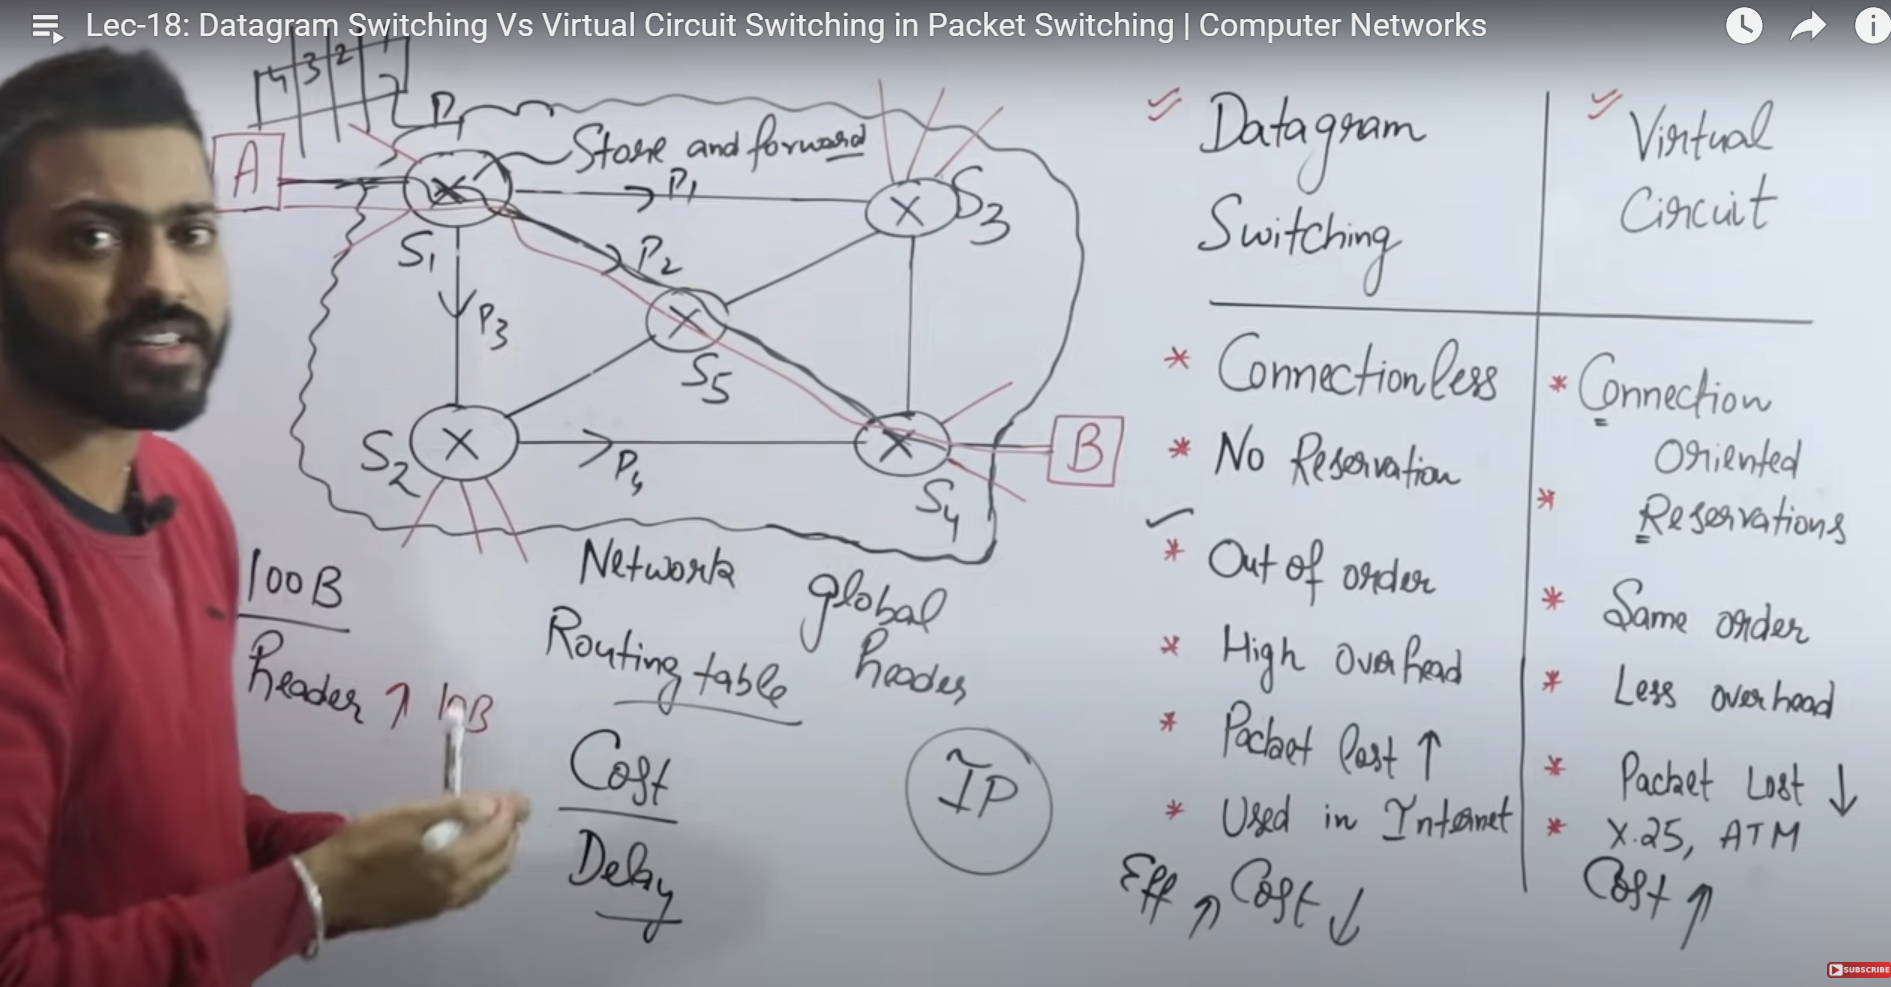 Lec-18: Datagram Switching Vs Virtual Circuit Switching in Packet Switching | Computer Networks
4 3 2 1
A
Store and forward
P1
S3
S1
P2
P3
S5
S2
P4
S4
B
Network
Routing table
global
header
100B
header ↑ 10B
Cost
Delay
IP
Datagram
Switching
* Connectionless
* No Reservation
* Out of order
* High Overhead
* Packet lost ↑
* Used in Internet
Eff ↑ Cost ↓
Virtual
Circuit
* Connection
Oriented
* Reservations
* Same order
* Less overhead
* Packet Lost ↓
* X.25, ATM
Cost ↑
SUBSCRIBE